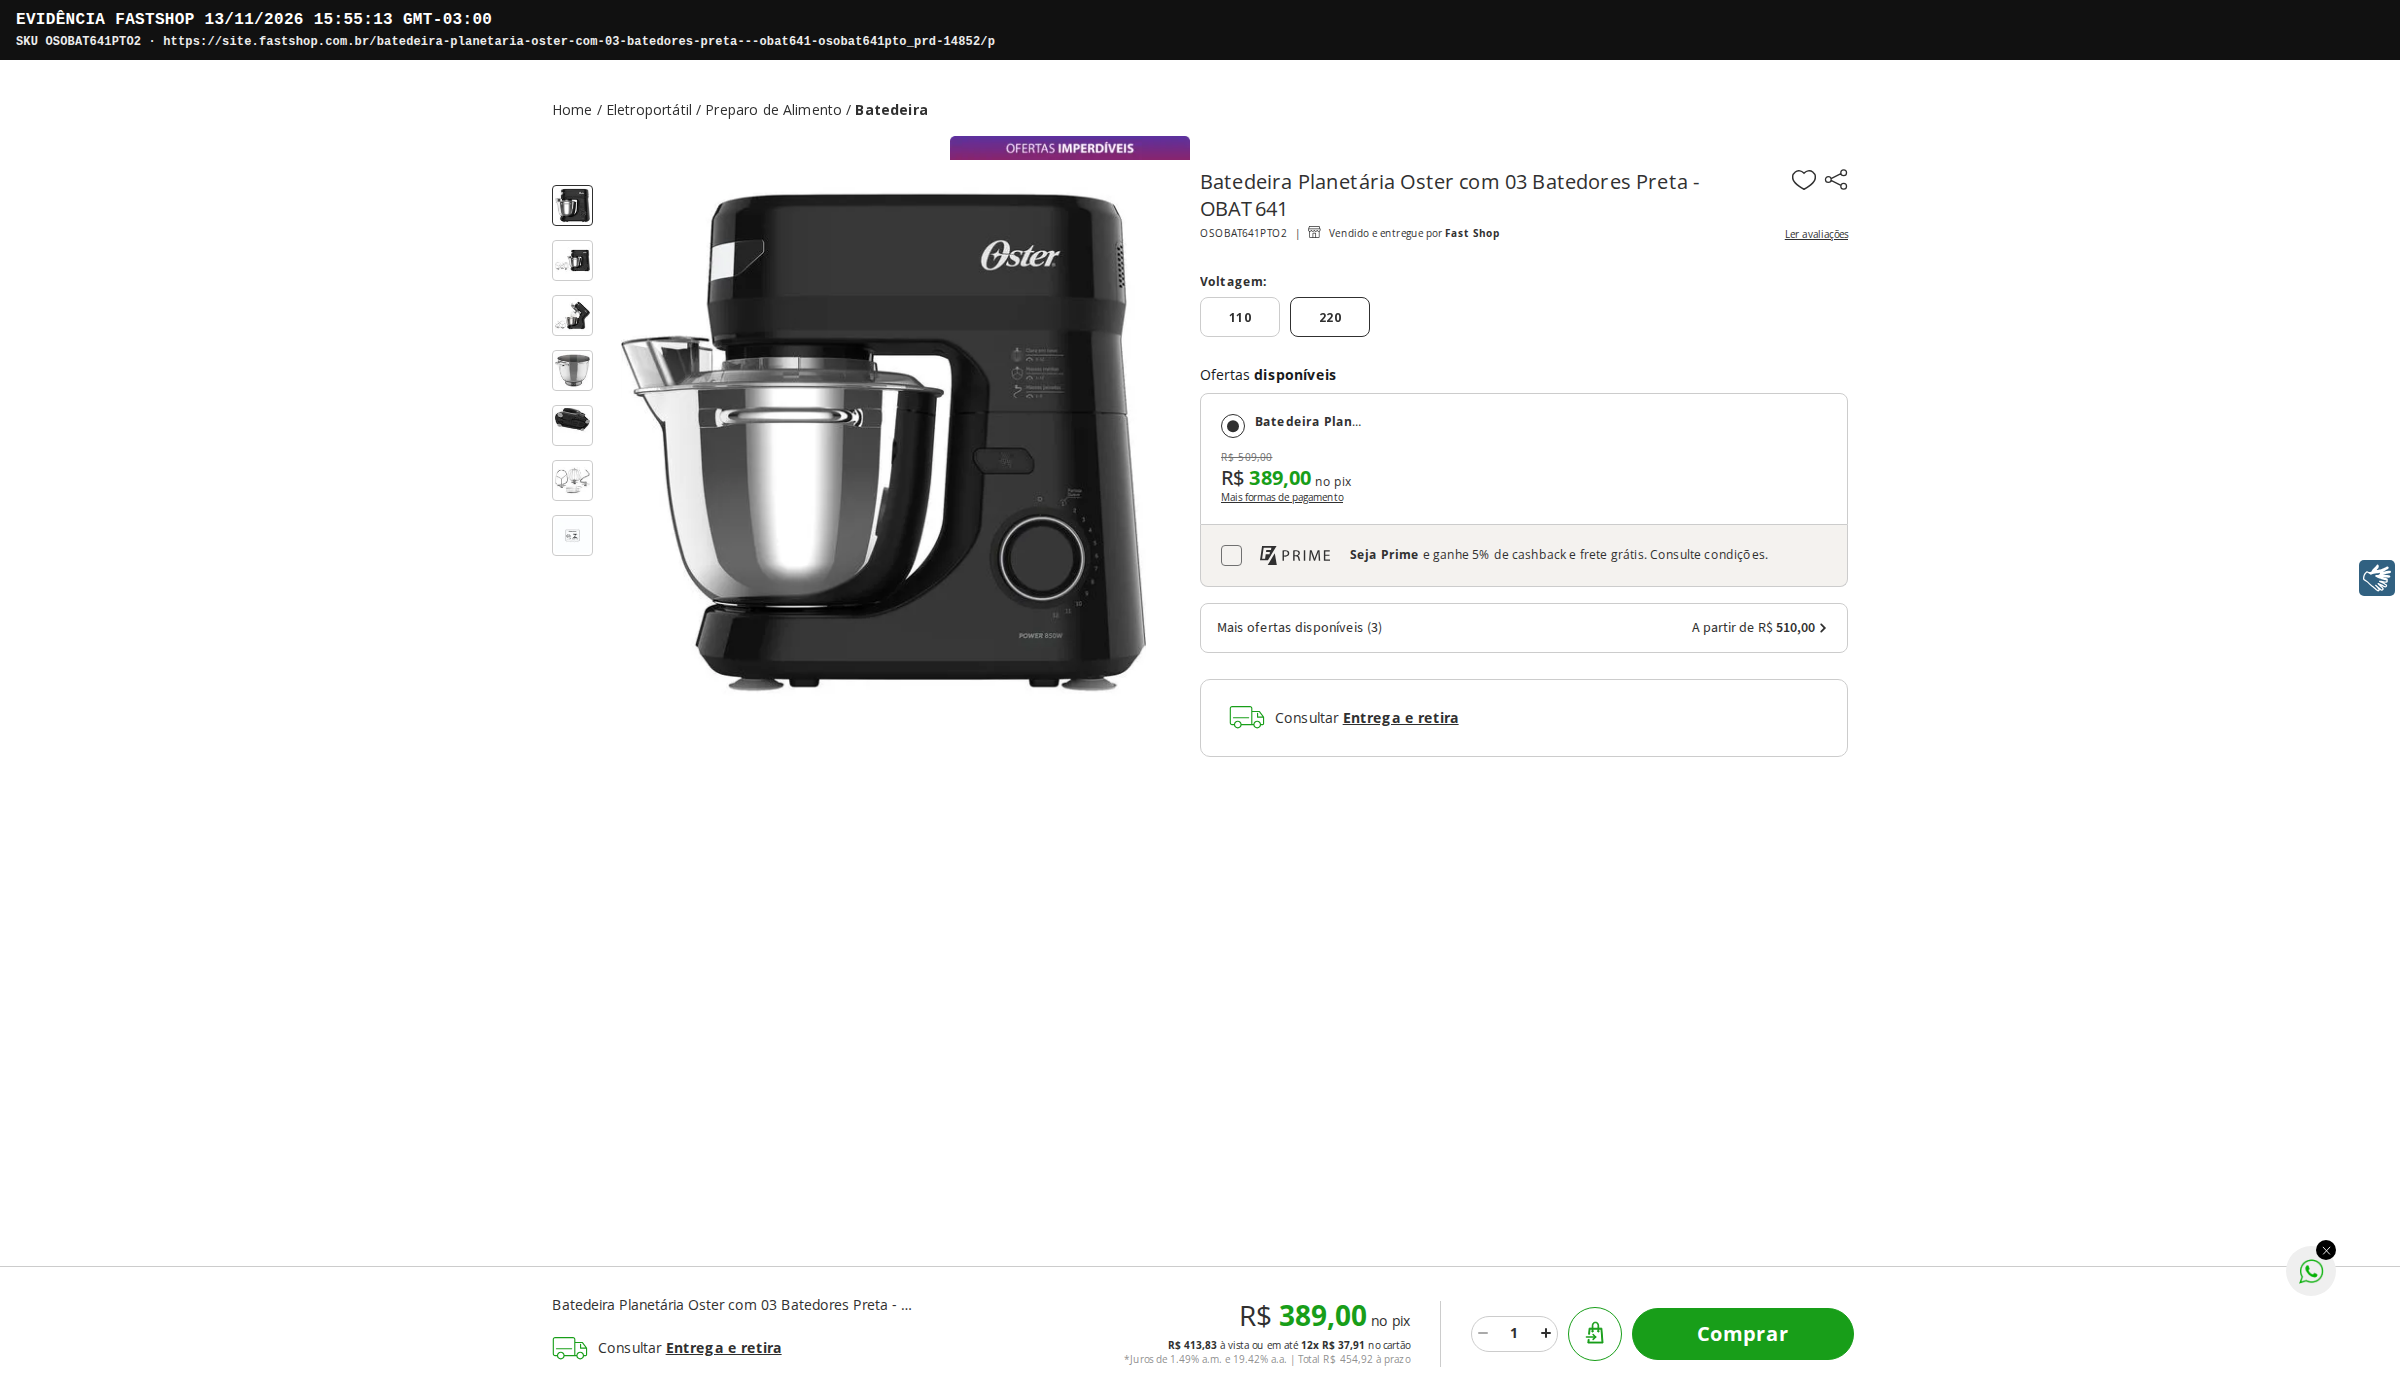 EVIDÊNCIA FASTSHOP 13/11/2026 15:55:13 GMT-03:00
SKU OSOBAT641PTO2 · https://site.fastshop.com.br/batedeira-planetaria-oster-com-03-batedores-preta---obat641-osobat641pto_prd-14852/p
Home / Eletroportátil / Preparo de Alimento / Batedeira
OFERTAS IMPERDÍVEIS
Oster
POWER 850W
Batedeira Planetária Oster com 03 Batedores Preta -
OBAT641
OSOBAT641PTO2 | Vendido e entregue por Fast Shop
Ler avaliações
Voltagem:
110
220
Ofertas disponíveis
Batedeira Plan...
R$ 509,00
R$ 389,00 no pix
Mais formas de pagamento
PRIME
Seja Prime e ganhe 5% de cashback e frete grátis. Consulte condições.
Mais ofertas disponíveis (3)
A partir de R$ 510,00
Consultar Entrega e retira
Batedeira Planetária Oster com 03 Batedores Preta - ...
Consultar Entrega e retira
R$ 389,00 no pix
R$ 413,83 à vista ou em até 12x R$ 37,91 no cartão
*Juros de 1.49% a.m. e 19.42% a.a. | Total R$ 454,92 à prazo
1
Comprar